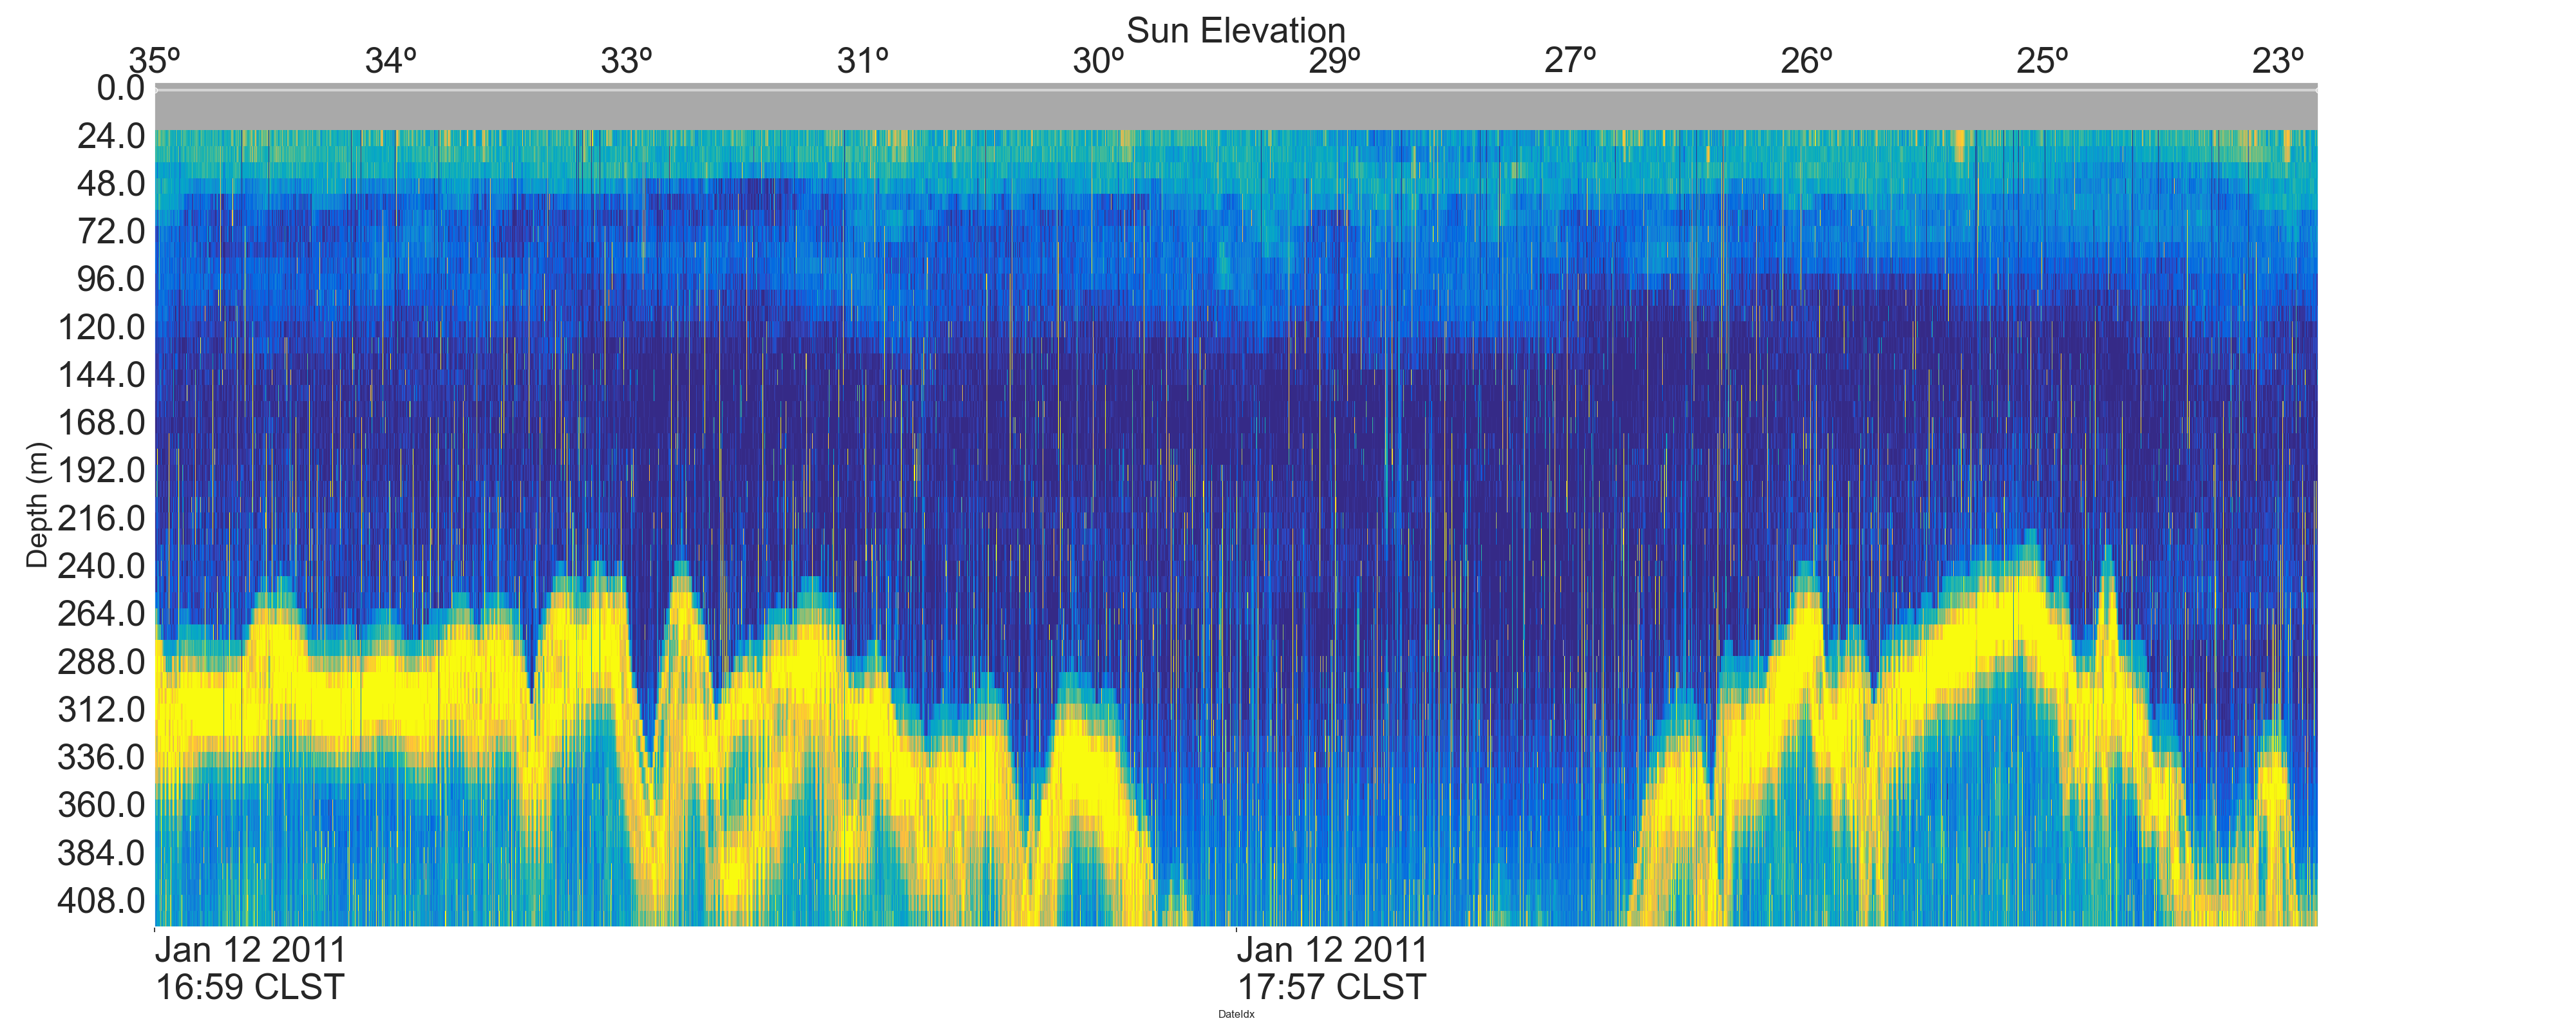 Sun Elevation
35º 34º 33º 31º 30º 29º 27º 26º 25º 23º
0.0
24.0
48.0
72.0
96.0
120.0
144.0
168.0
192.0
216.0
240.0
264.0
288.0
312.0
336.0
360.0
384.0
408.0
Depth (m)
Jan 12 2011
16:59 CLST
Jan 12 2011
17:57 CLST
DateIdx